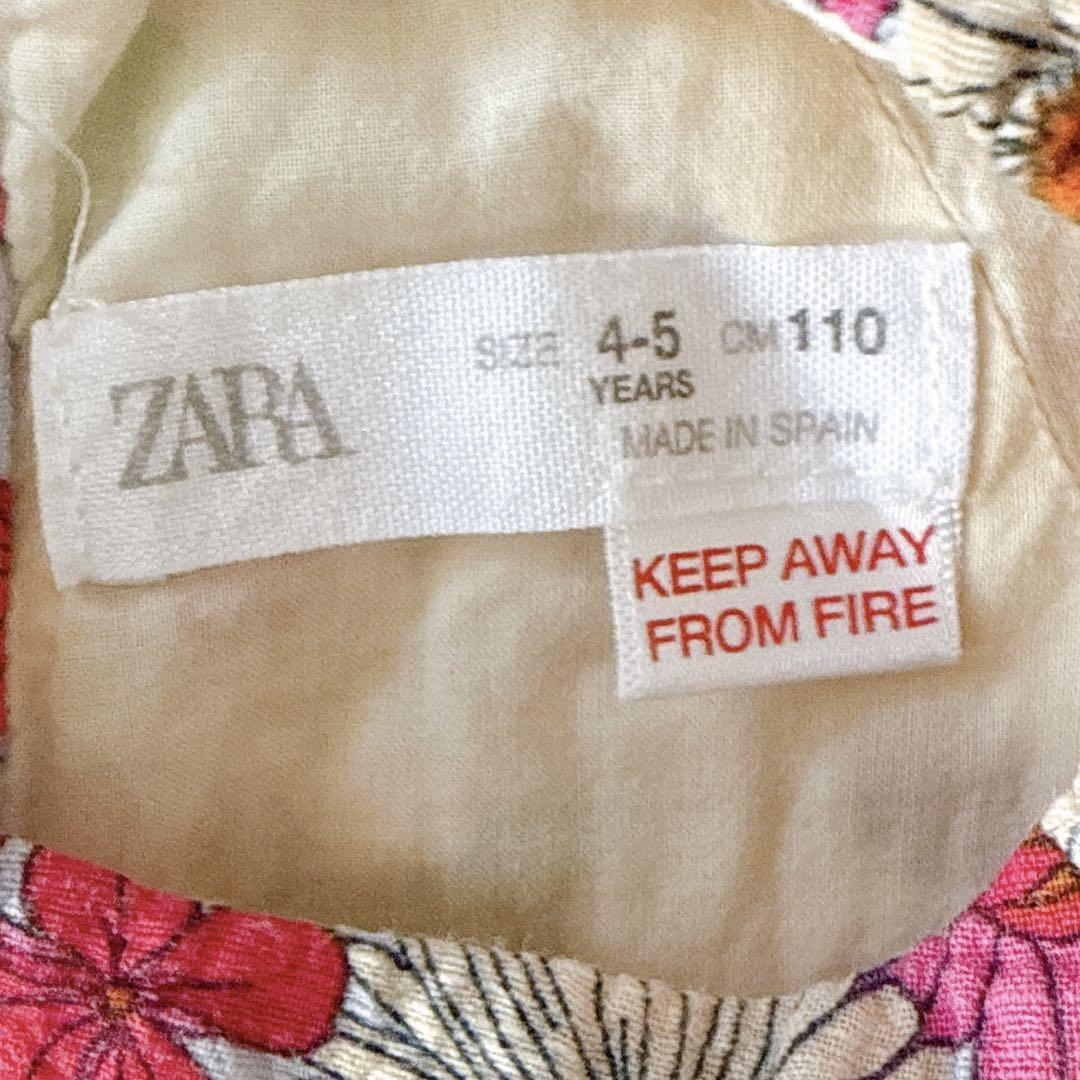 ZARA
SIZE 4-5 CM 110
YEARS
MADE IN SPAIN
KEEP AWAY
FROM FIRE